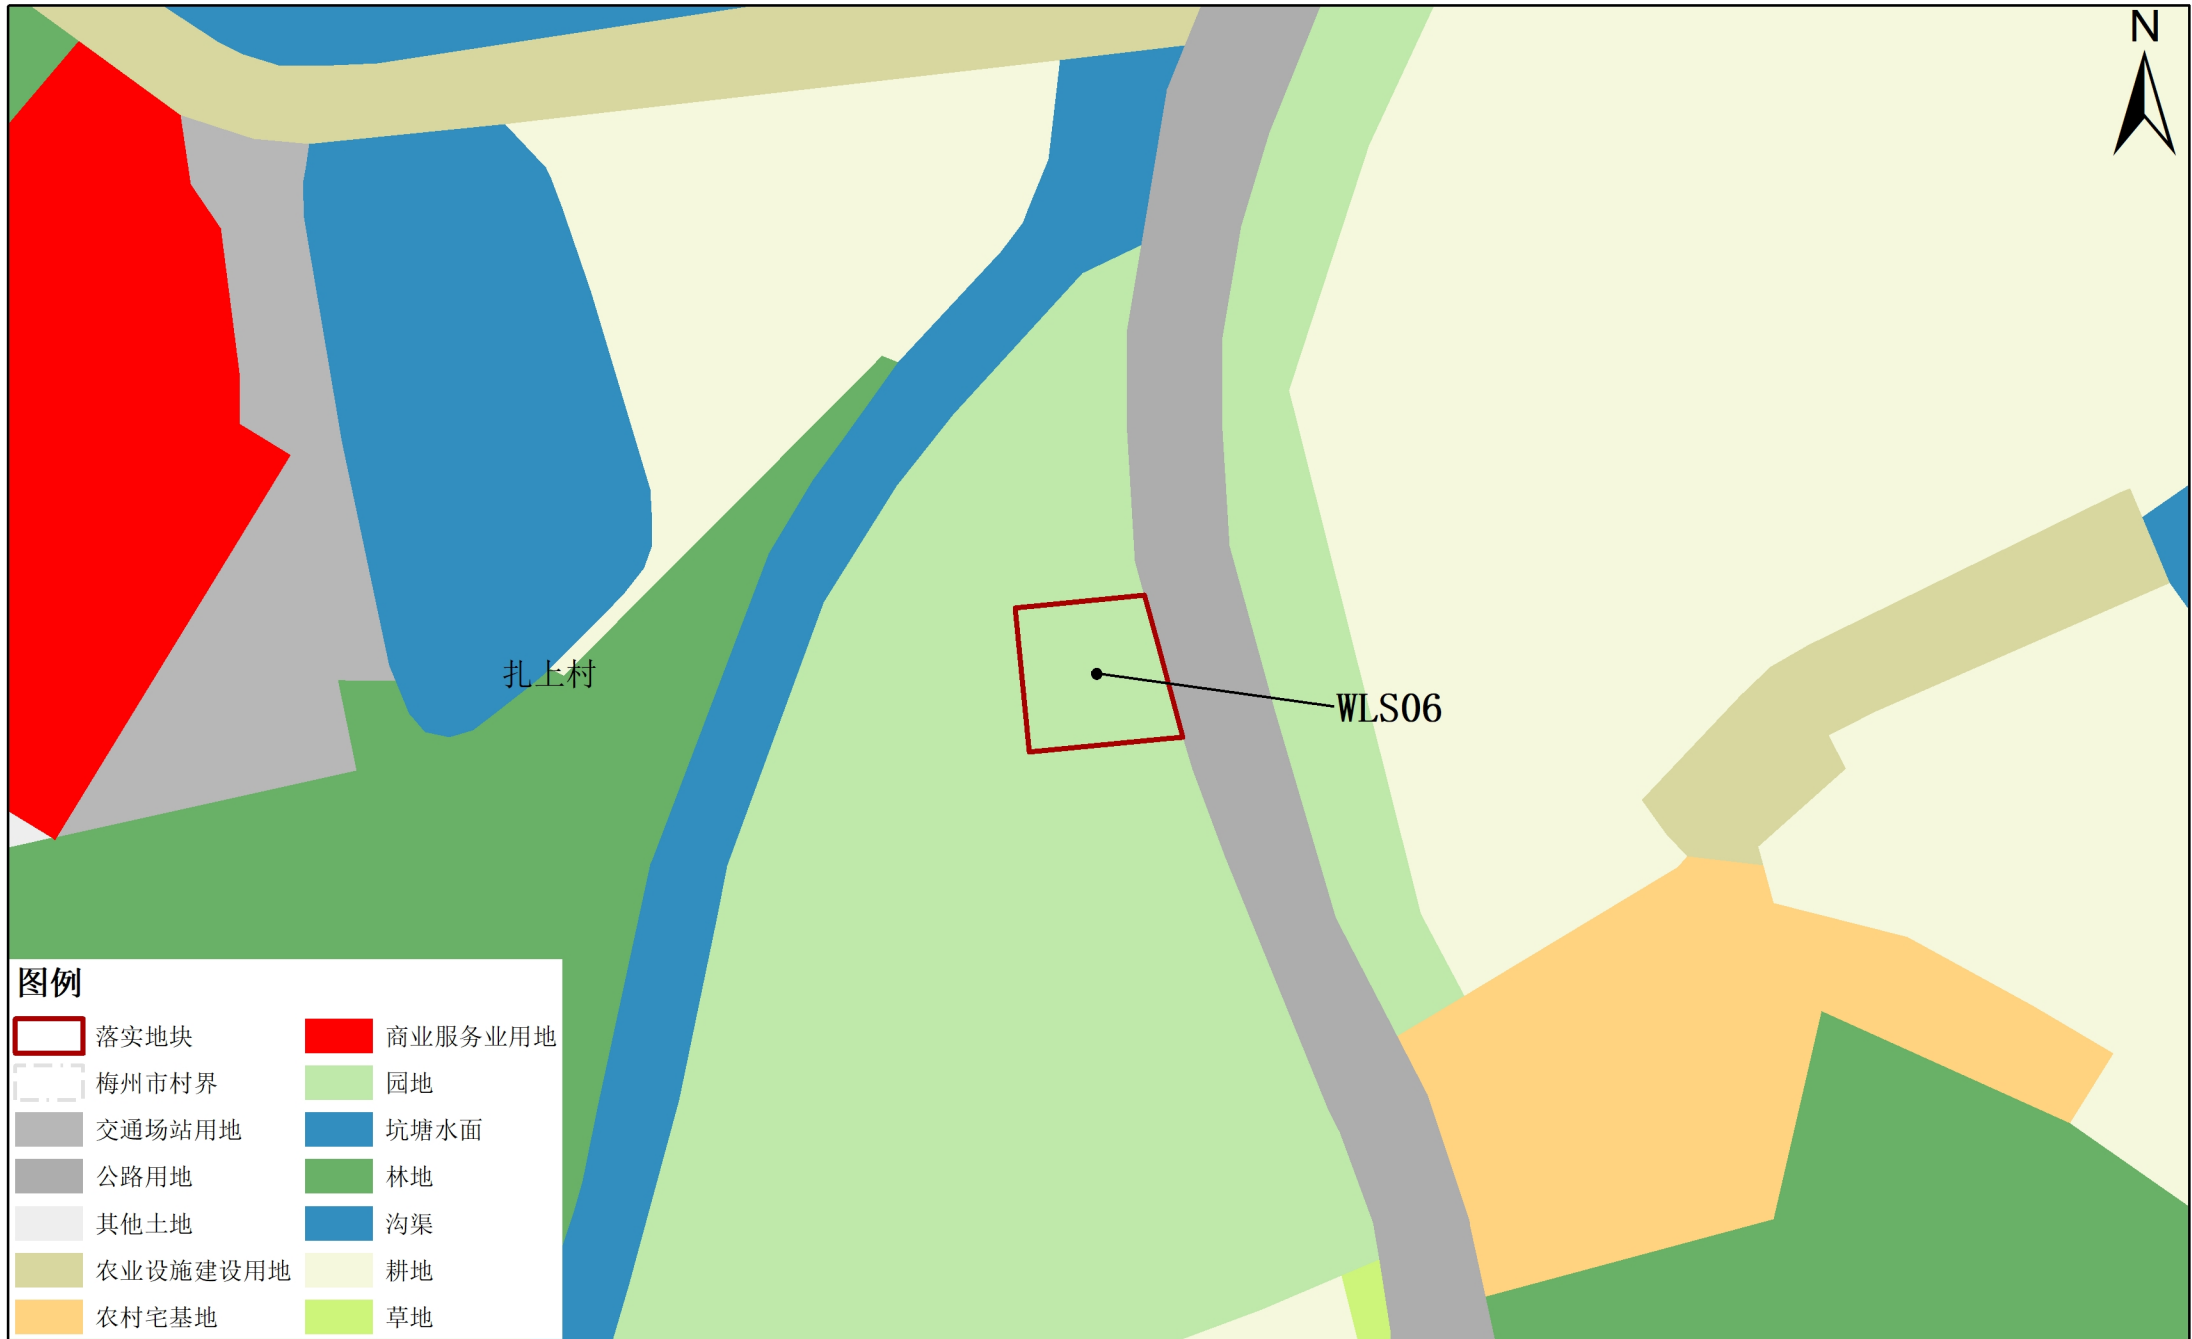 N
扎上村
WLS06
图例
落实地块
商业服务业用地
梅州市村界
园地
交通场站用地
坑塘水面
公路用地
林地
其他土地
沟渠
农业设施建设用地
耕地
农村宅基地
草地